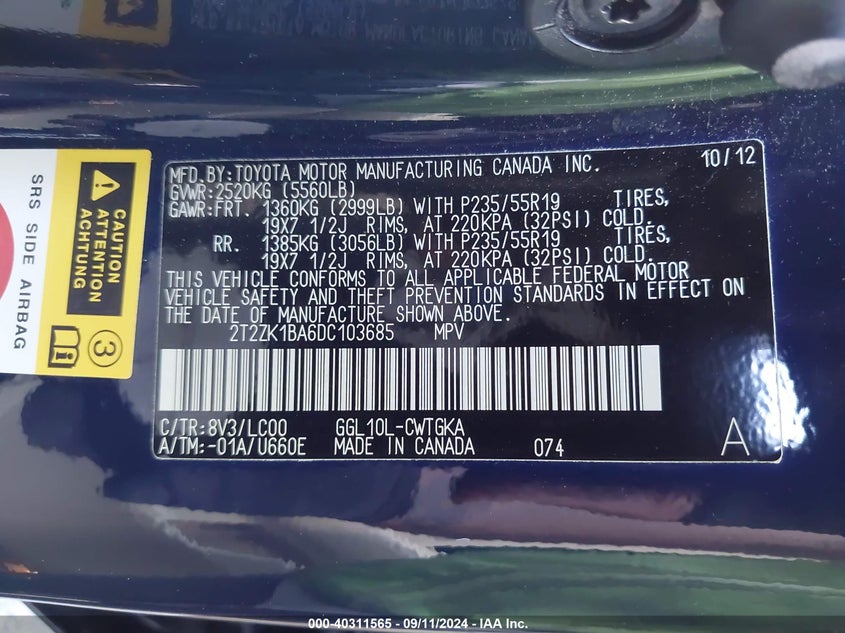 MFD.BY:TOYOTA MOTOR MANUFACTURING CANADA INC. 10/12
GVWR:2520KG (5560LB)
GAWR:FRT. 1360KG (2999LB) WITH P235/55R19 TIRES,
19X7 1/2J RIMS, AT 220KPA (32PSI) COLD.
RR. 1385KG (3056LB) WITH P235/55R19 TIRES,
19X7 1/2J RIMS, AT 220KPA (32PSI) COLD.
THIS VEHICLE CONFORMS TO ALL APPLICABLE FEDERAL MOTOR
VEHICLE SAFETY AND THEFT PREVENTION STANDARDS IN EFFECT ON
THE DATE OF MANUFACTURE SHOWN ABOVE.
2T2ZK1BA6DC103685 MPV
C/TR:8V3/LC00 GGL10L-CWTGKA
A/TM:-01A/U660E MADE IN CANADA 074 A
CAUTION
ATTENTION
ACHTUNG
3
SRS SIDE AIRBAG
000-40311565 - 09/11/2024 - IAA Inc.